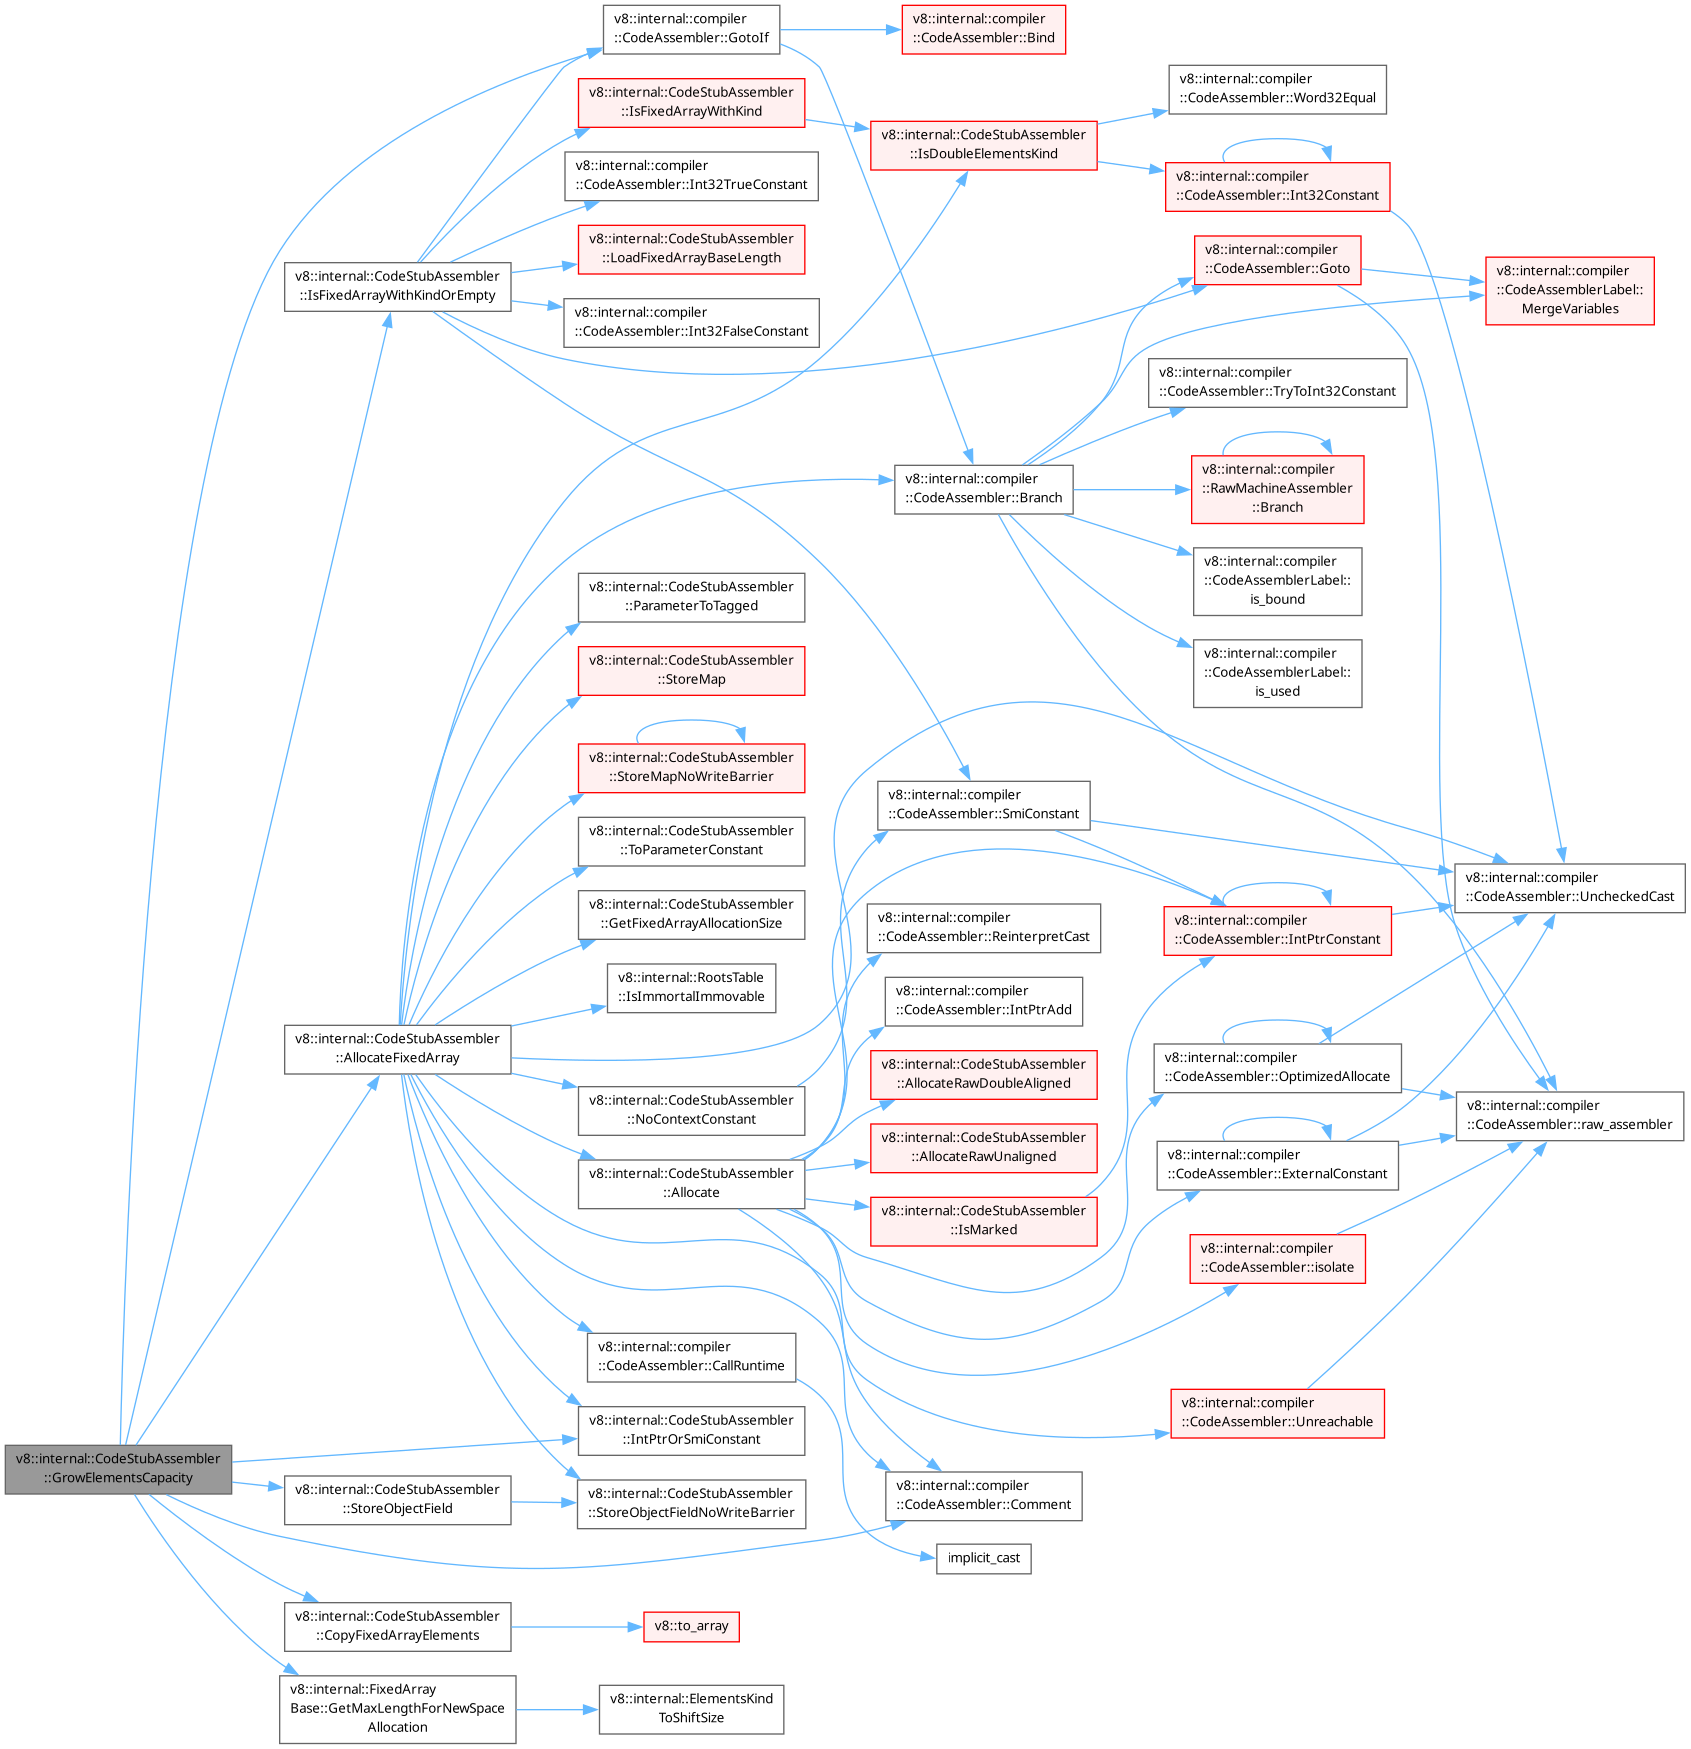 v8::internal::compiler
::CodeAssembler::GotoIf
v8::internal::compiler
::CodeAssembler::Bind
v8::internal::compiler
::CodeAssembler::Word32Equal
v8::internal::CodeStubAssembler
::IsFixedArrayWithKind
v8::internal::CodeStubAssembler
::IsDoubleElementsKind
v8::internal::compiler
::CodeAssembler::Int32TrueConstant
v8::internal::compiler
::CodeAssembler::Int32Constant
v8::internal::CodeStubAssembler
::LoadFixedArrayBaseLength
v8::internal::compiler
::CodeAssembler::Goto
v8::internal::CodeStubAssembler
::IsFixedArrayWithKindOrEmpty
v8::internal::compiler
::CodeAssemblerLabel::
MergeVariables
v8::internal::compiler
::CodeAssembler::Int32FalseConstant
v8::internal::compiler
::CodeAssembler::TryToInt32Constant
v8::internal::compiler
::CodeAssembler::Branch
v8::internal::compiler
::RawMachineAssembler
::Branch
v8::internal::compiler
::CodeAssemblerLabel::
is_bound
v8::internal::CodeStubAssembler
::ParameterToTagged
v8::internal::CodeStubAssembler
::StoreMap
v8::internal::compiler
::CodeAssemblerLabel::
is_used
v8::internal::CodeStubAssembler
::StoreMapNoWriteBarrier
v8::internal::compiler
::CodeAssembler::SmiConstant
v8::internal::CodeStubAssembler
::ToParameterConstant
v8::internal::compiler
::CodeAssembler::UncheckedCast
v8::internal::CodeStubAssembler
::GetFixedArrayAllocationSize
v8::internal::compiler
::CodeAssembler::ReinterpretCast
v8::internal::compiler
::CodeAssembler::IntPtrConstant
v8::internal::RootsTable
::IsImmortalImmovable
v8::internal::compiler
::CodeAssembler::IntPtrAdd
v8::internal::CodeStubAssembler
::AllocateFixedArray
v8::internal::CodeStubAssembler
::AllocateRawDoubleAligned
v8::internal::compiler
::CodeAssembler::OptimizedAllocate
v8::internal::CodeStubAssembler
::NoContextConstant
v8::internal::compiler
::CodeAssembler::raw_assembler
v8::internal::CodeStubAssembler
::AllocateRawUnaligned
v8::internal::compiler
::CodeAssembler::ExternalConstant
v8::internal::CodeStubAssembler
::Allocate
v8::internal::CodeStubAssembler
::IsMarked
v8::internal::compiler
::CodeAssembler::isolate
v8::internal::compiler
::CodeAssembler::CallRuntime
v8::internal::compiler
::CodeAssembler::Unreachable
v8::internal::CodeStubAssembler
::IntPtrOrSmiConstant
v8::internal::CodeStubAssembler
::GrowElementsCapacity
v8::internal::CodeStubAssembler
::StoreObjectField
v8::internal::CodeStubAssembler
::StoreObjectFieldNoWriteBarrier
v8::internal::compiler
::CodeAssembler::Comment
implicit_cast
v8::internal::CodeStubAssembler
::CopyFixedArrayElements
v8::to_array
v8::internal::FixedArray
Base::GetMaxLengthForNewSpace
Allocation
v8::internal::ElementsKind
ToShiftSize